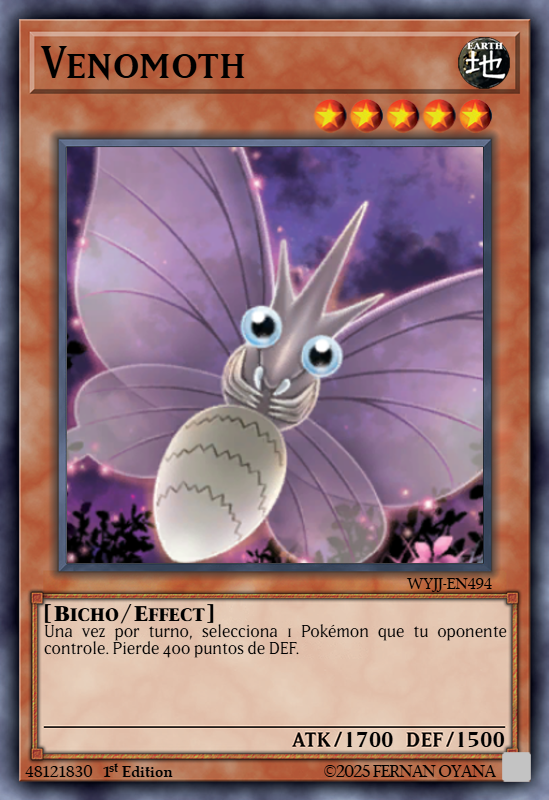 VENOMOTH
EARTH
地
WYJJ-EN494
[BICHO/EFFECT]
Una vez por turno, selecciona 1 Pokémon que tu oponente
controle. Pierde 400 puntos de DEF.
ATK/1700 DEF/1500
48121830 1st Edition ©2025 FERNAN OYANA